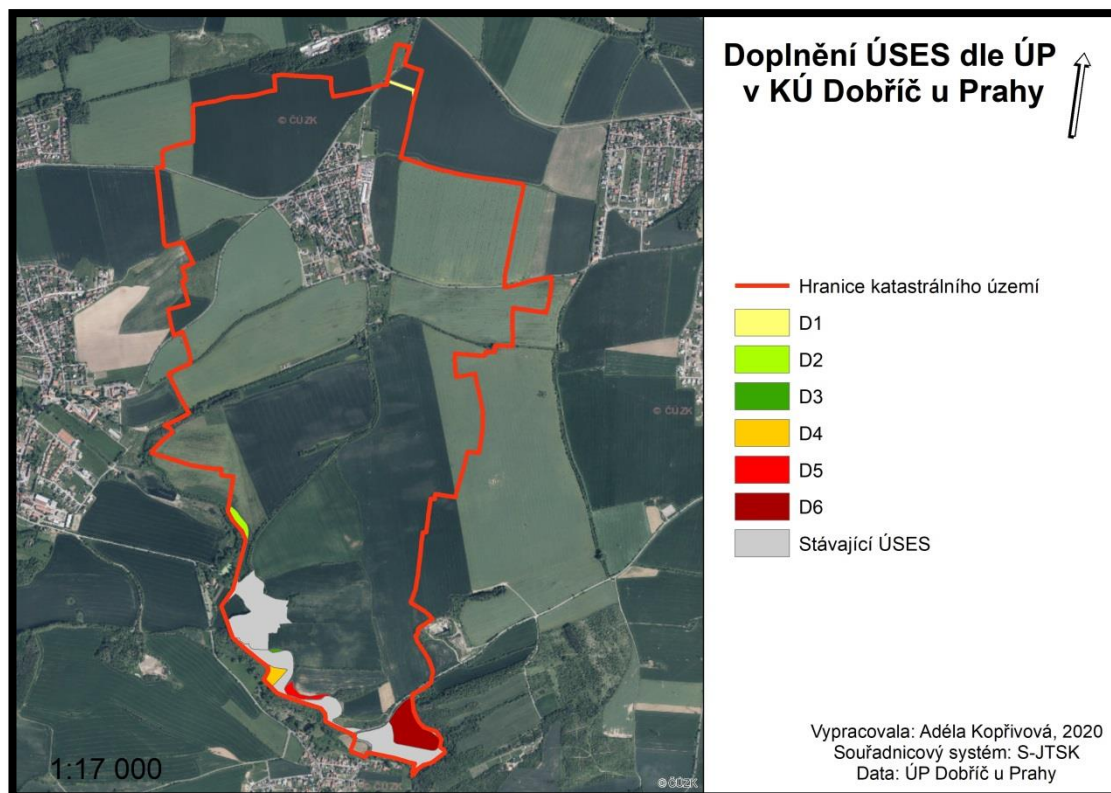 Doplnění ÚSES dle ÚP
v KÚ Dobříč u Prahy
Hranice katastrálního území
D1
D2
D3
D4
D5
D6
Stávající ÚSES
Vypracovala: Adéla Kopřivová, 2020
Souřadnicový systém: S-JTSK
Data: ÚP Dobříč u Prahy
© ČÚZK
© ČÚZK
1:17 000
© ČÚZK
© ČÚZK